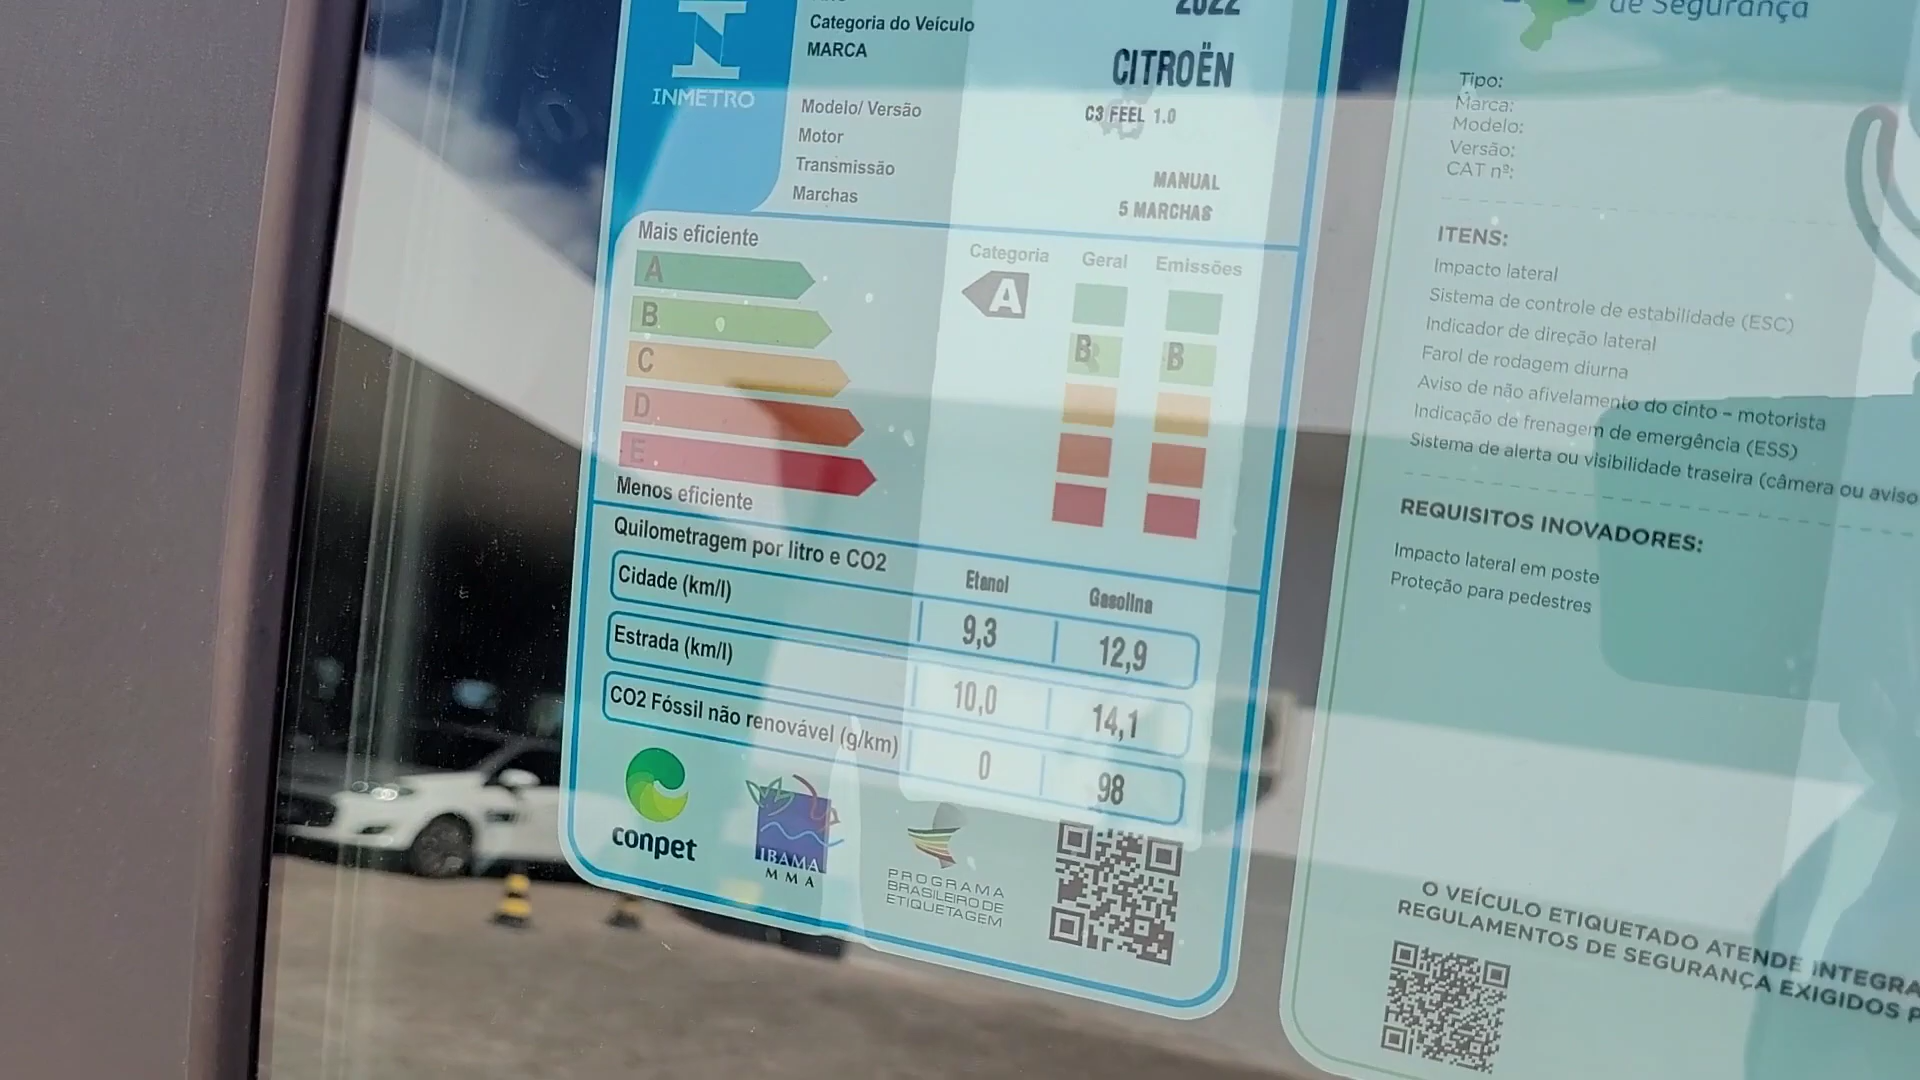 2022
Categoria do Veículo
MARCA
CITROËN
INMETRO
Modelo/ Versão
C3 FEEL 1.0
Motor
Transmissão
MANUAL
Marchas
5 MARCHAS
Mais eficiente
Categoria Geral Emissões
A
A
B
B
B
C
D
E
Menos eficiente
Quilometragem por litro e CO2
Etanol Gasolina
Cidade (km/l) 9,3 12,9
Estrada (km/l) 10,0 14,1
CO2 Fóssil não renovável (g/km) 0 98
conpet
IBAMA
MMA
PROGRAMA
BRASILEIRO DE
ETIQUETAGEM
de Segurança
Tipo:
Marca:
Modelo:
Versão:
CAT nº:
ITENS:
Impacto lateral
Sistema de controle de estabilidade (ESC)
Indicador de direção lateral
Farol de rodagem diurna
Aviso de não afivelamento do cinto – motorista
Indicação de frenagem de emergência (ESS)
Sistema de alerta ou visibilidade traseira (câmera ou aviso
REQUISITOS INOVADORES:
Impacto lateral em poste
Proteção para pedestres
O VEÍCULO ETIQUETADO ATENDE INTEGRA
REGULAMENTOS DE SEGURANÇA EXIGIDOS P